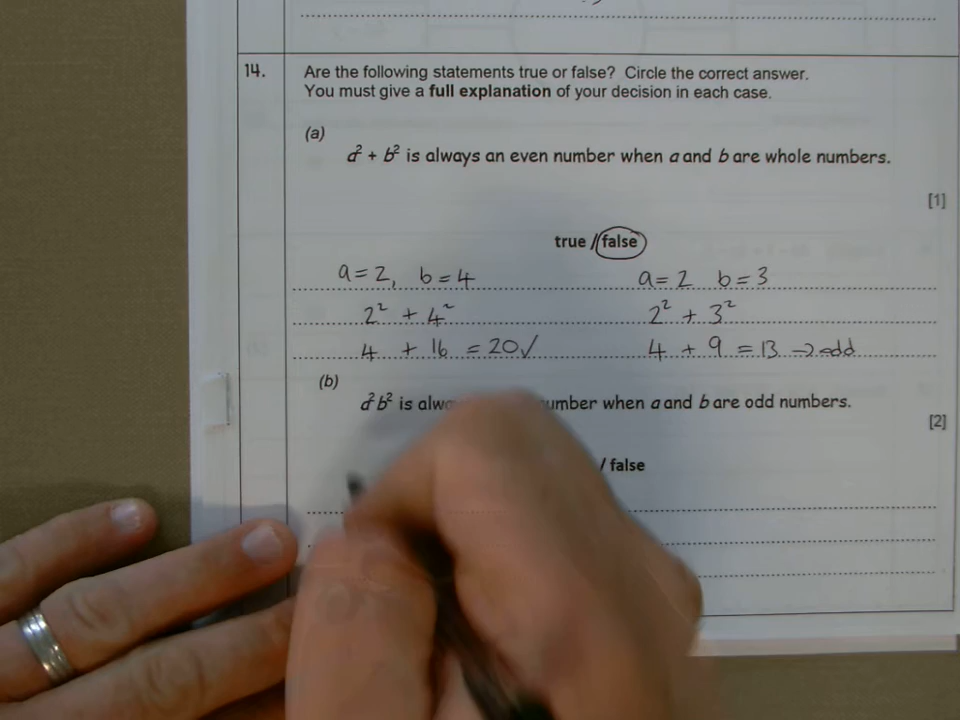 14. Are the following statements true or false? Circle the correct answer.
You must give a full explanation of your decision in each case.
(a)
a² + b² is always an even number when a and b are whole numbers.
[1]
true / false
a = 2, b = 4 a = 2 b = 3
2² + 4² 2² + 3²
4 + 16 = 20 ✓ 4 + 9 = 13 → odd
(b)
a²b² is umber when a and b are odd numbers.
[2]
/ false